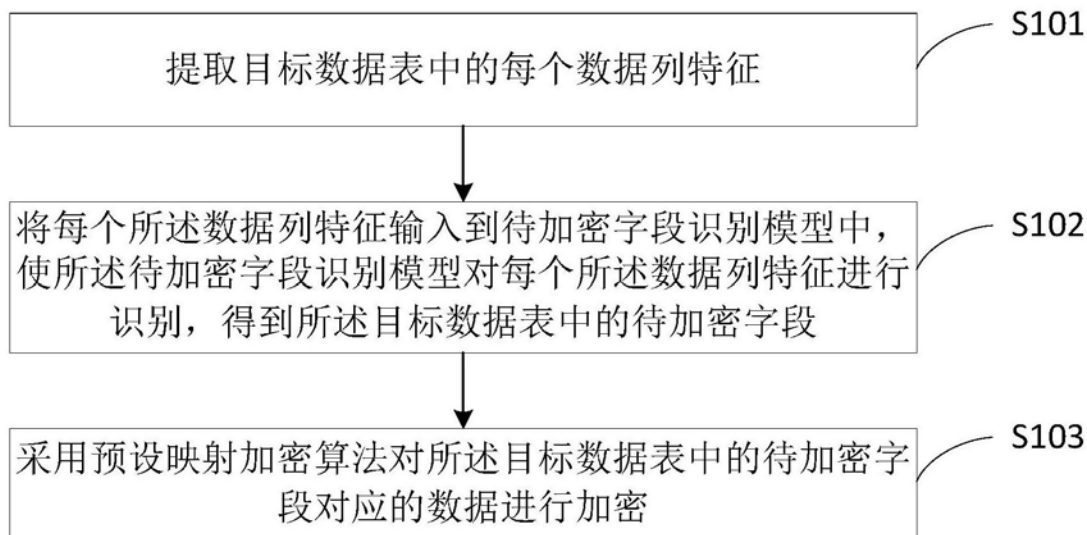 提取目标数据表中的每个数据列特征
S101
将每个所述数据列特征输入到待加密字段识别模型中，
使所述待加密字段识别模型对每个所述数据列特征进行
识别，得到所述目标数据表中的待加密字段
S102
采用预设映射加密算法对所述目标数据表中的待加密字
段对应的数据进行加密
S103